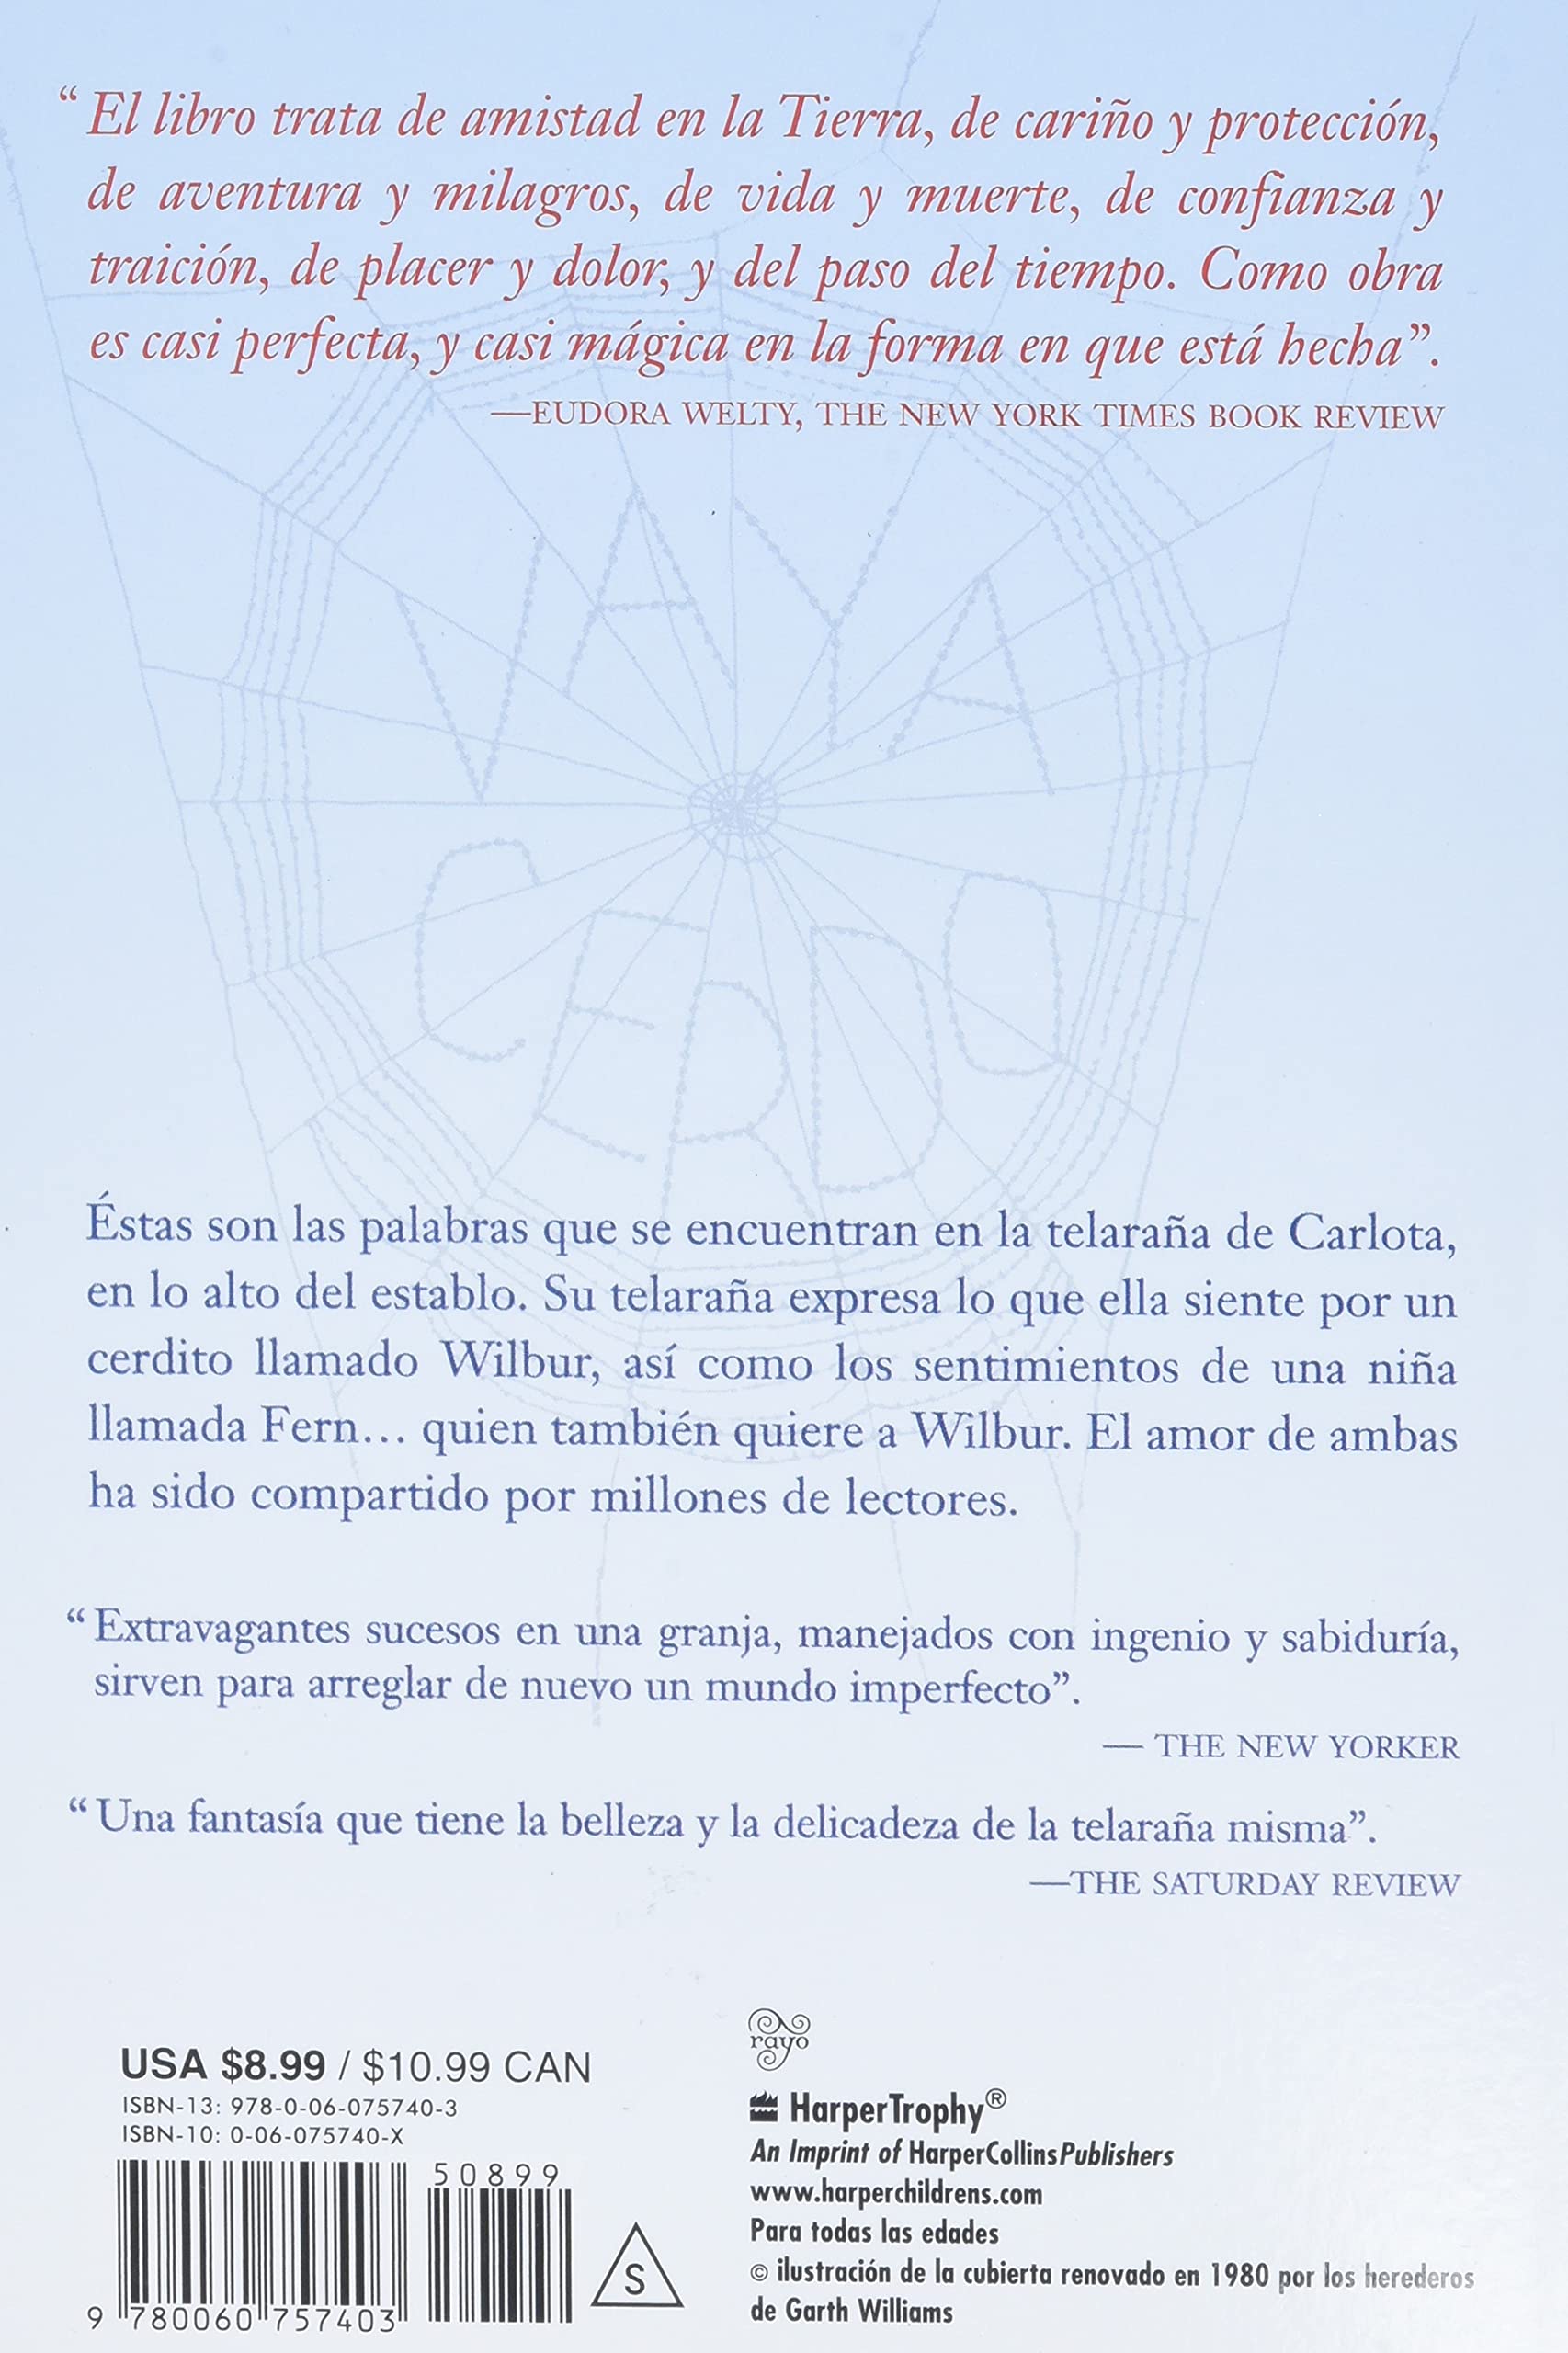 “ El libro trata de amistad en la Tierra, de cariño y protección,
de aventura y milagros, de vida y muerte, de confianza y
traición, de placer y dolor, y del paso del tiempo. Como obra
es casi perfecta, y casi mágica en la forma en que está hecha”.
—EUDORA WELTY, THE NEW YORK TIMES BOOK REVIEW
VAYA
CERDO
Éstas son las palabras que se encuentran en la telaraña de Carlota,
en lo alto del establo. Su telaraña expresa lo que ella siente por un
cerdito llamado Wilbur, así como los sentimientos de una niña
llamada Fern... quien también quiere a Wilbur. El amor de ambas
ha sido compartido por millones de lectores.
“ Extravagantes sucesos en una granja, manejados con ingenio y sabiduría,
sirven para arreglar de nuevo un mundo imperfecto”.
— THE NEW YORKER
“ Una fantasía que tiene la belleza y la delicadeza de la telaraña misma”.
—THE SATURDAY REVIEW
USA $8.99 / $10.99 CAN
ISBN-13: 978-0-06-075740-3
ISBN-10: 0-06-075740-X
50899
9 780060 757403
S
rayo
HarperTrophy®
An Imprint of HarperCollinsPublishers
www.harperchildrens.com
Para todas las edades
© ilustración de la cubierta renovado en 1980 por los herederos
de Garth Williams